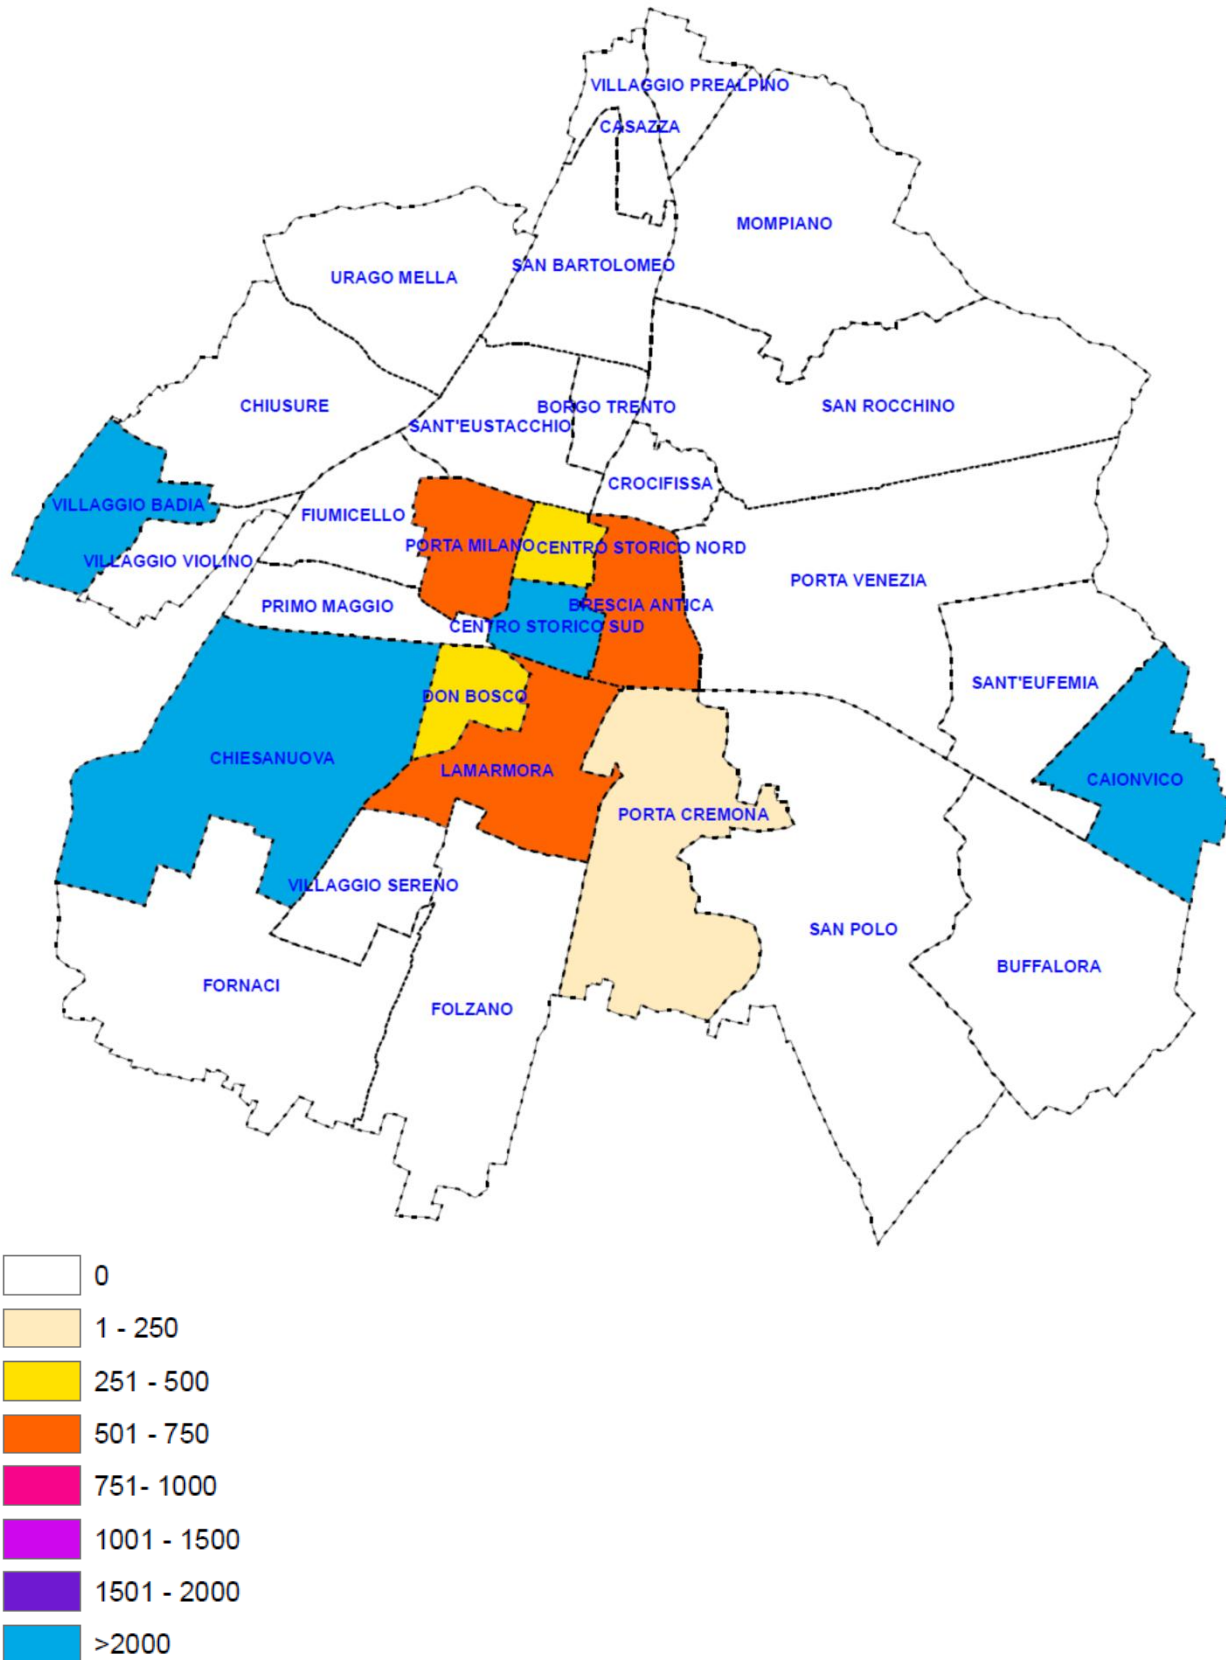 VILLAGGIO PREALPINO
CASAZZA
MOMPIANO
SAN BARTOLOMEO
URAGO MELLA
CHIUSURE
BORGO TRENTO
SAN ROCCHINO
SANT'EUSTACCHIO
CROCIFISSA
VILLAGGIO BADIA
FIUMICELLO
PORTA MILANO
CENTRO STORICO NORD
VILLAGGIO VIOLINO
PORTA VENEZIA
PRIMO MAGGIO
BRESCIA ANTICA
CENTRO STORICO SUD
SANT'EUFEMIA
DON BOSCO
CHIESANUOVA
LAMARMORA
CAIONVICO
PORTA CREMONA
VILLAGGIO SERENO
SAN POLO
BUFFALORA
FORNACI
FOLZANO
0
1 - 250
251 - 500
501 - 750
751- 1000
1001 - 1500
1501 - 2000
>2000